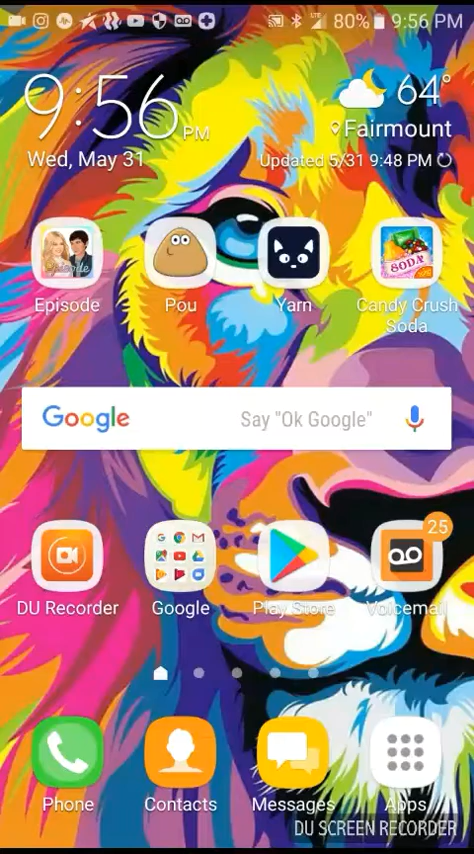 80% 9:56 PM
9:56 PM
64°
Fairmount
Wed, May 31
Updated 5/31 9:48 PM
Episode
Pou
Yarn
Candy Crush
Soda
Google
Say "Ok Google"
25
DU Recorder
Google
Play Store
Voicemail
Phone
Contacts
Messages
Apps
DU SCREEN RECORDER